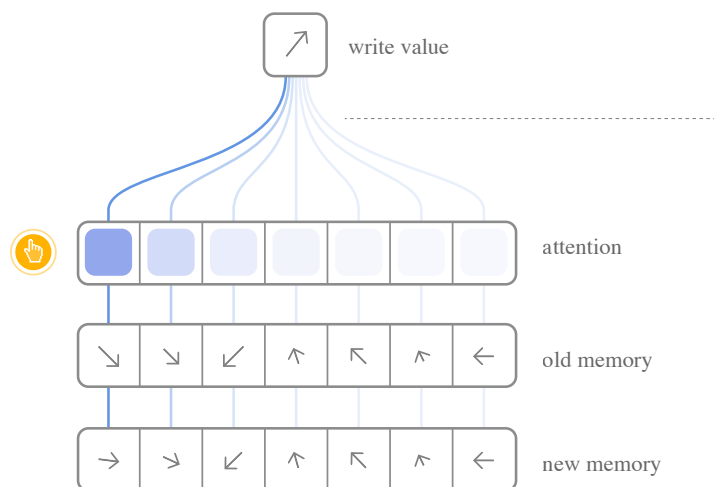 write value
attention
old memory
new memory